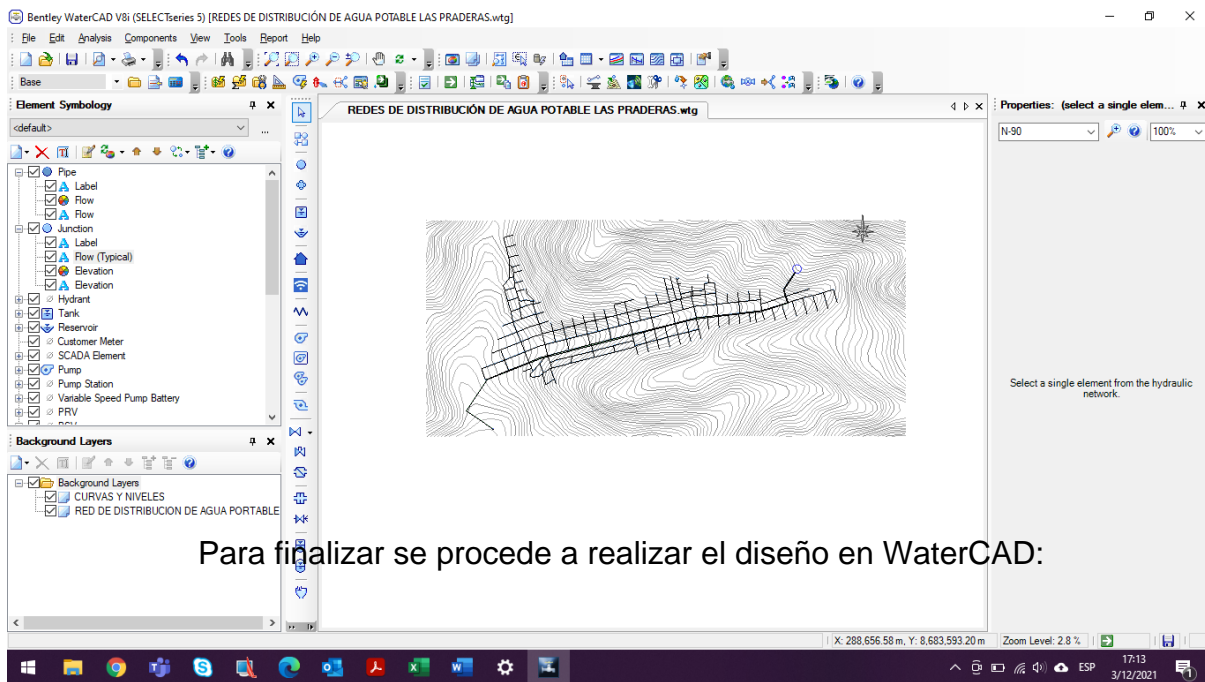 Bentley WaterCAD V8i (SELECTseries 5) [REDES DE DISTRIBUCIÓN DE AGUA POTABLE LAS PRADERAS.wtg]
File Edit Analysis Components View Tools Report Help
Base
Element Symbology
<default>
...
Pipe
Label
Flow
Flow
Junction
Label
Flow (Typical)
Elevation
Elevation
Hydrant
Tank
Reservoir
Customer Meter
SCADA Element
Pump
Pump Station
Variable Speed Pump Battery
PRV
Background Layers
Background Layers
CURVAS Y NIVELES
RED DE DISTRIBUCION DE AGUA PORTABLE
REDES DE DISTRIBUCIÓN DE AGUA POTABLE LAS PRADERAS.wtg
Properties: (select a single elem...
N-90
100%
Select a single element from the hydraulic
network.
Para finalizar se procede a realizar el diseño en WaterCAD:
X: 288,656.58 m, Y: 8,683,593.20 m
Zoom Level: 2.8 %
ESP
17:13
3/12/2021